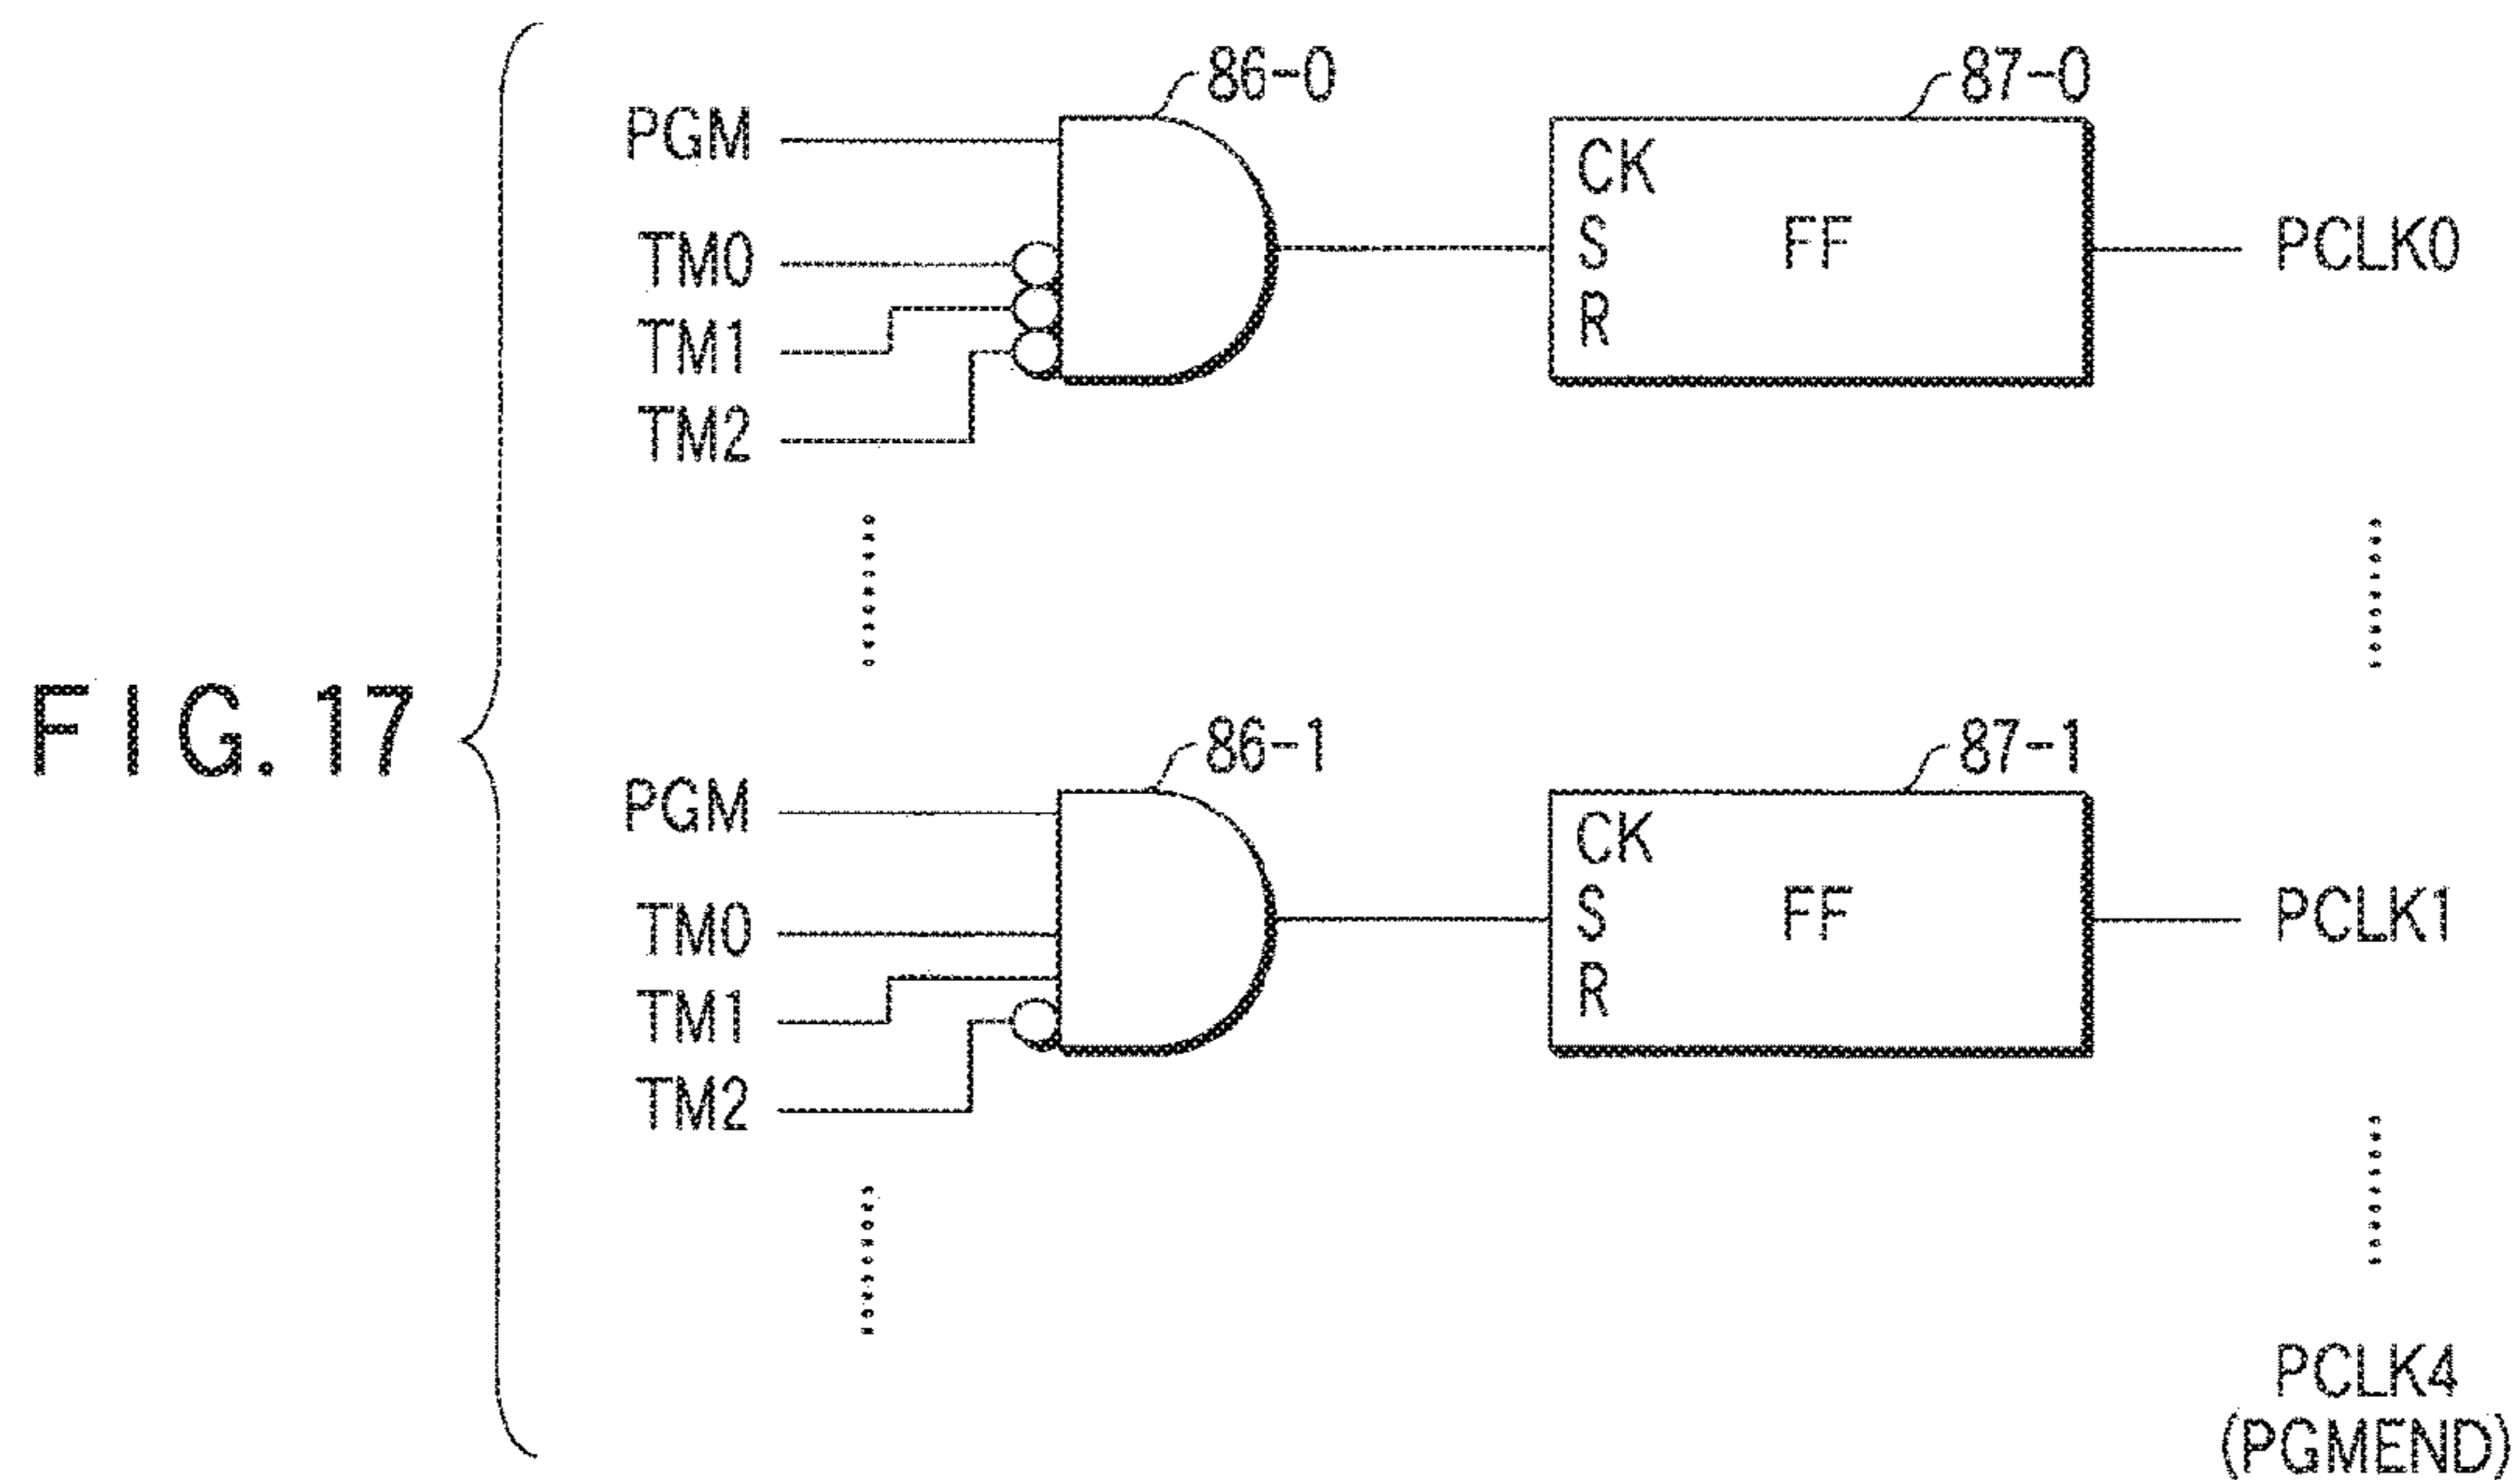 FIG. 17
86-0
87-0
PGM
TM0
TM1
TM2
CK
S
R
FF
PCLK0
86-1
87-1
PGM
TM0
TM1
TM2
CK
S
R
FF
PCLK1
PCLK4
(PGMEND)